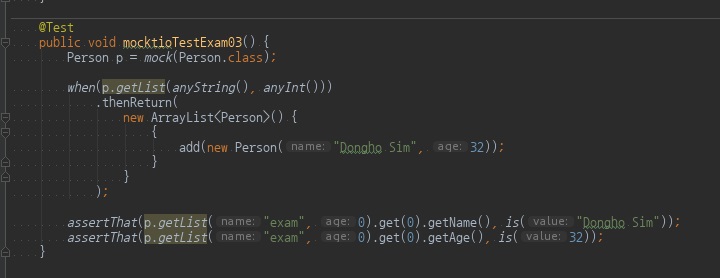 @Test
public void mocktioTestExam03() {
Person p = mock(Person.class);
when(p.getList(anyString(), anyInt()))
.thenReturn(
new ArrayList<Person>() {
{
add(new Person( name: "Dongho Sim", age: 32));
}
}
);
assertThat(p.getList( name: "exam", age: 0).get(0).getName(), is( value: "Dongho Sim"));
assertThat(p.getList( name: "exam", age: 0).get(0).getAge(), is( value: 32));
}